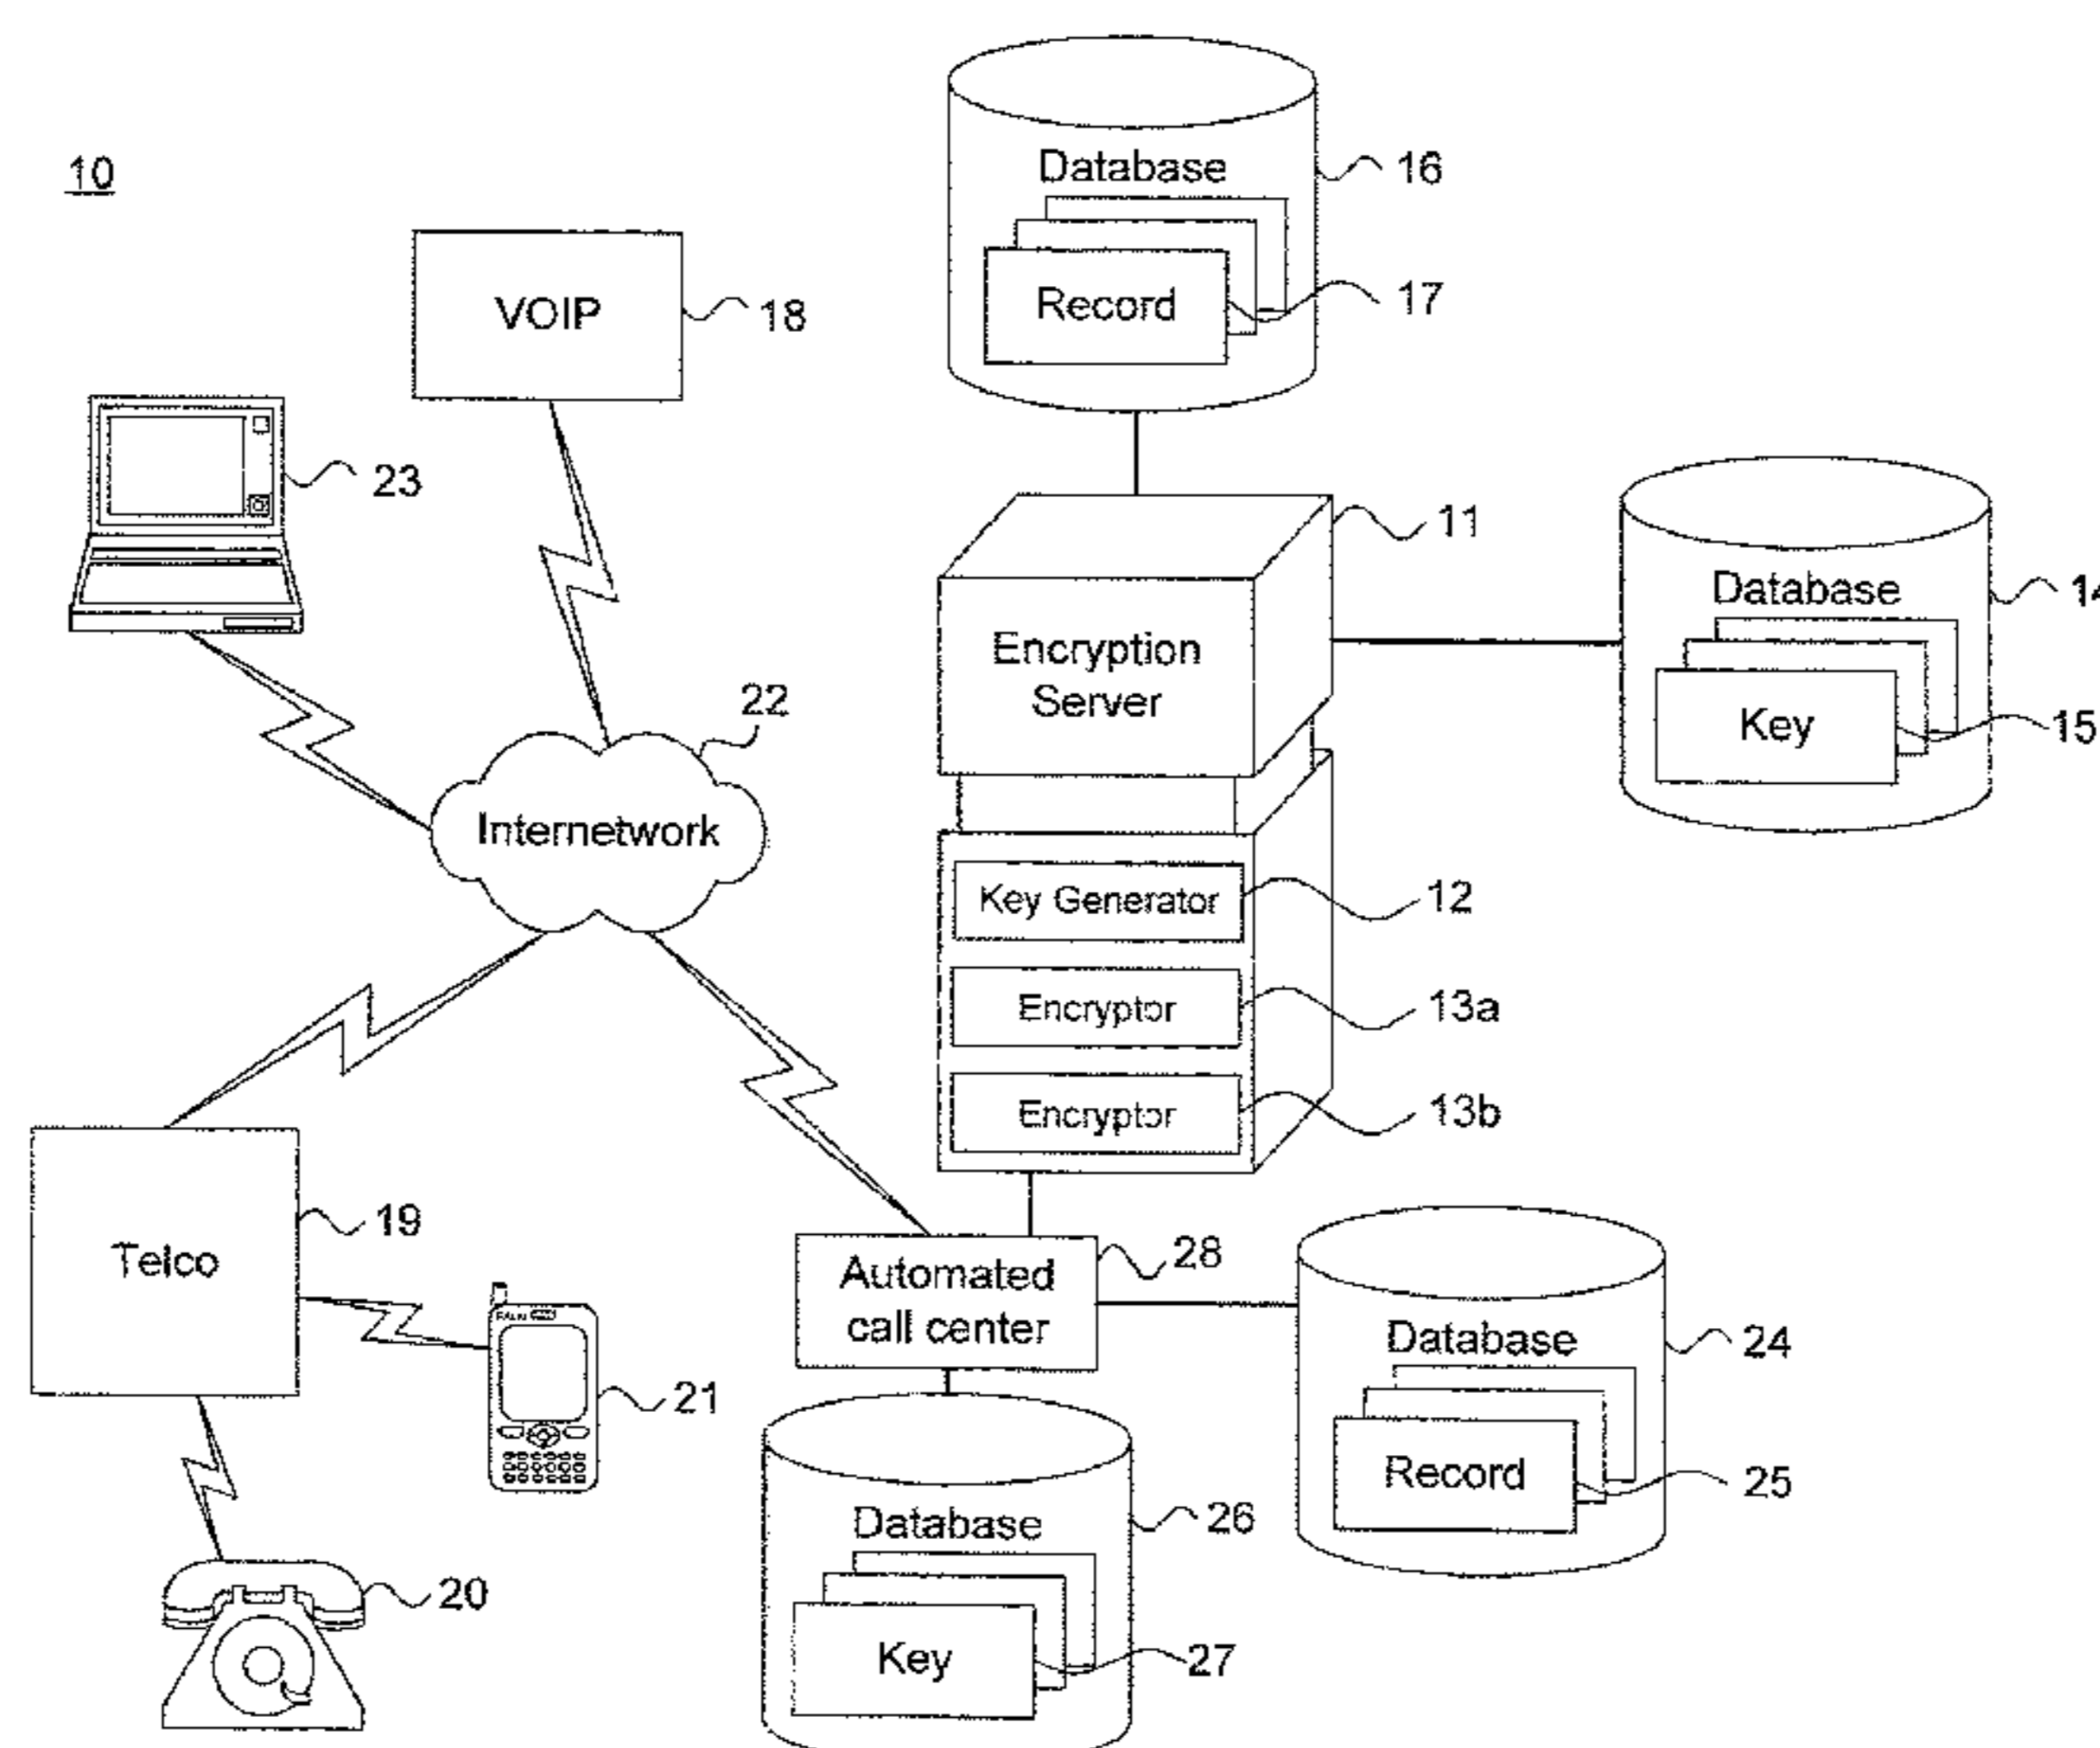 10
Database
16
Record
17
VOIP
18
23
11
Encryption
Server
Database
14
Key
15
22
Internetwork
Key Generator
12
Encryptor
13a
Encryptor
13b
Telco
19
Automated
call center
28
21
Database
24
Record
25
Database
26
Key
27
20